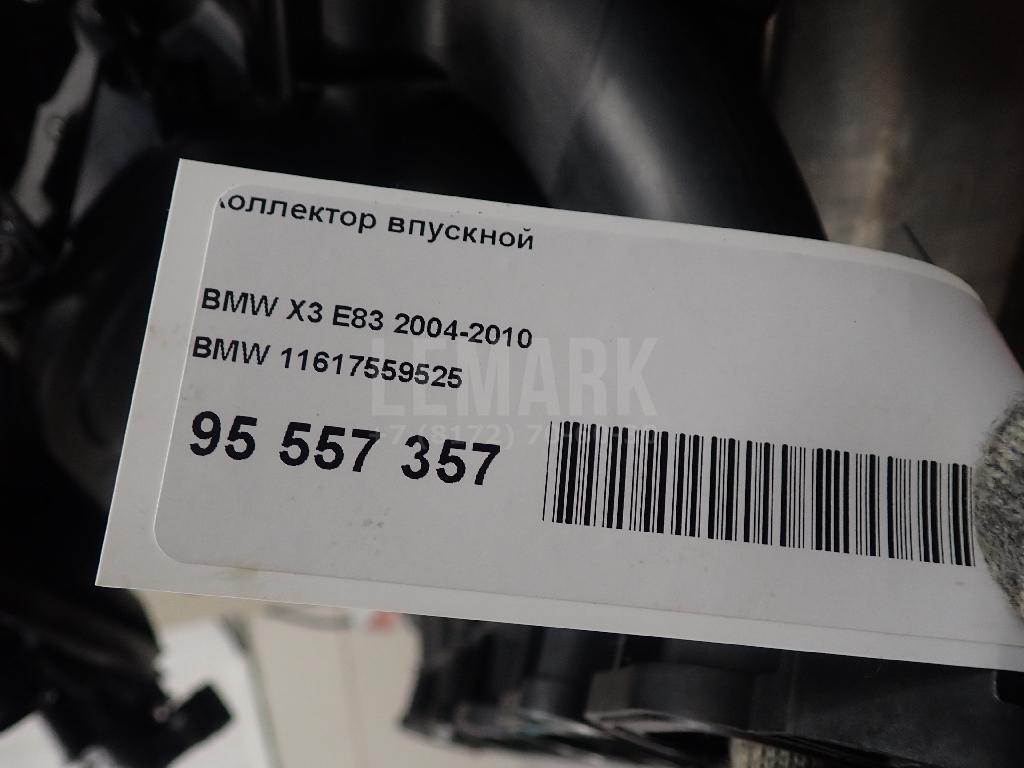 Коллектор впускной
BMW X3 E83 2004-2010
BMW 11617559525
LEMARK
95 557 357